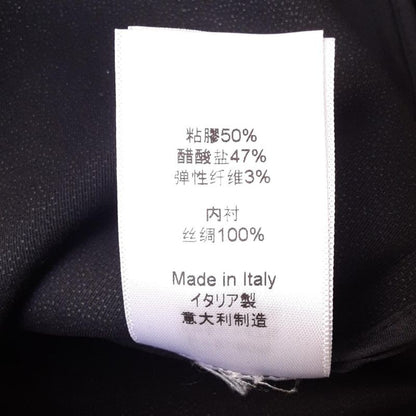 粘膠50%
醋酸盐47%
弹性纤维3%
内衬
丝绸100%
Made in Italy
イタリア製
意大利制造